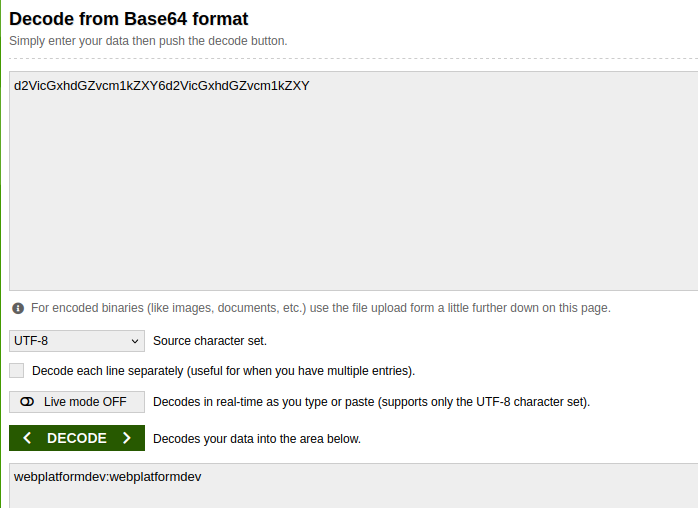 Decode from Base64 format
Simply enter your data then push the decode button.
d2VicGxhdGZvcm1kZXY6d2VicGxhdGZvcm1kZXY
For encoded binaries (like images, documents, etc.) use the file upload form a little further down on this page.
UTF-8 Source character set.
Decode each line separately (useful for when you have multiple entries).
Live mode OFF Decodes in real-time as you type or paste (supports only the UTF-8 character set).
DECODE Decodes your data into the area below.
webplatformdev:webplatformdev